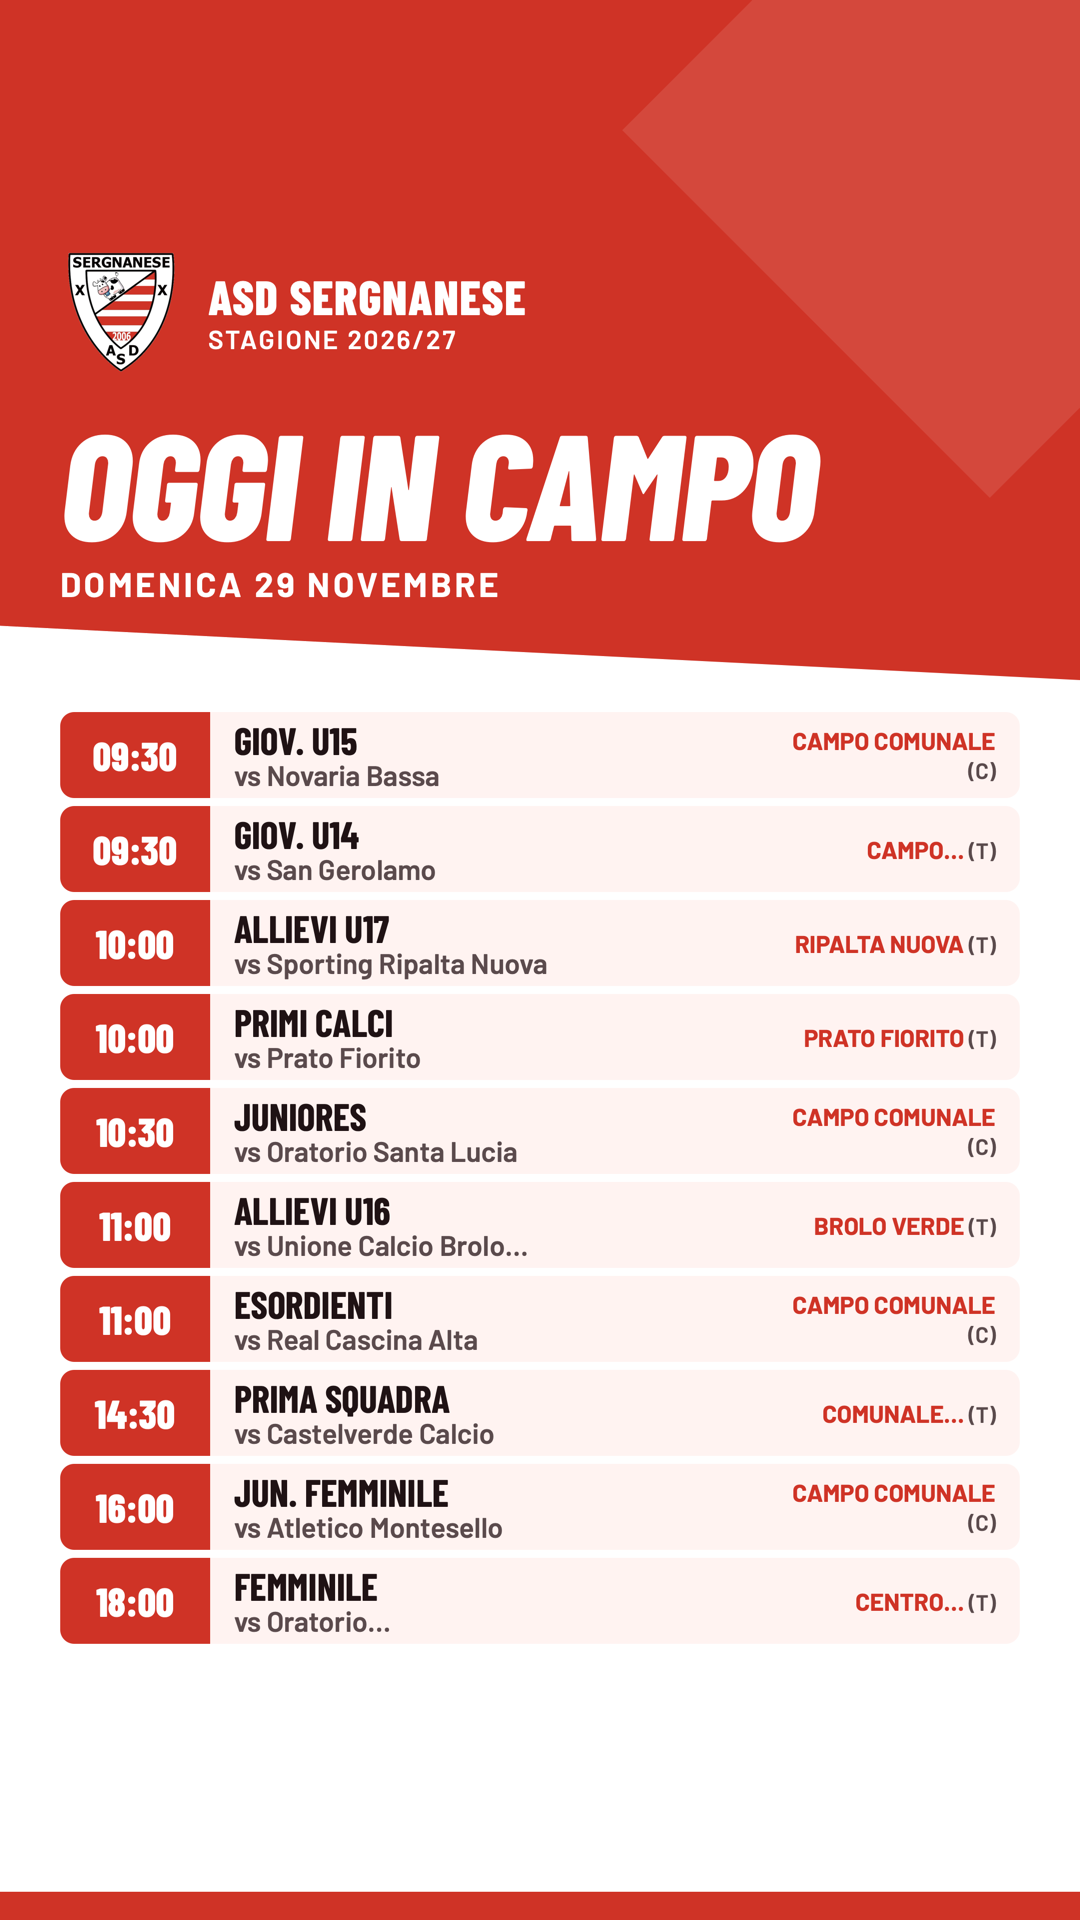 SERGNANESE
X X
2006
A S D
ASD SERGNANESE
STAGIONE 2026/27
OGGI IN CAMPO
DOMENICA 29 NOVEMBRE
09:30
GIOV. U15
vs Novaria Bassa
CAMPO COMUNALE
(C)
09:30
GIOV. U14
vs San Gerolamo
CAMPO... (T)
10:00
ALLIEVI U17
vs Sporting Ripalta Nuova
RIPALTA NUOVA (T)
10:00
PRIMI CALCI
vs Prato Fiorito
PRATO FIORITO (T)
10:30
JUNIORES
vs Oratorio Santa Lucia
CAMPO COMUNALE
(C)
11:00
ALLIEVI U16
vs Unione Calcio Brolo...
BROLO VERDE (T)
11:00
ESORDIENTI
vs Real Cascina Alta
CAMPO COMUNALE
(C)
14:30
PRIMA SQUADRA
vs Castelverde Calcio
COMUNALE... (T)
16:00
JUN. FEMMINILE
vs Atletico Montesello
CAMPO COMUNALE
(C)
18:00
FEMMINILE
vs Oratorio...
CENTRO... (T)